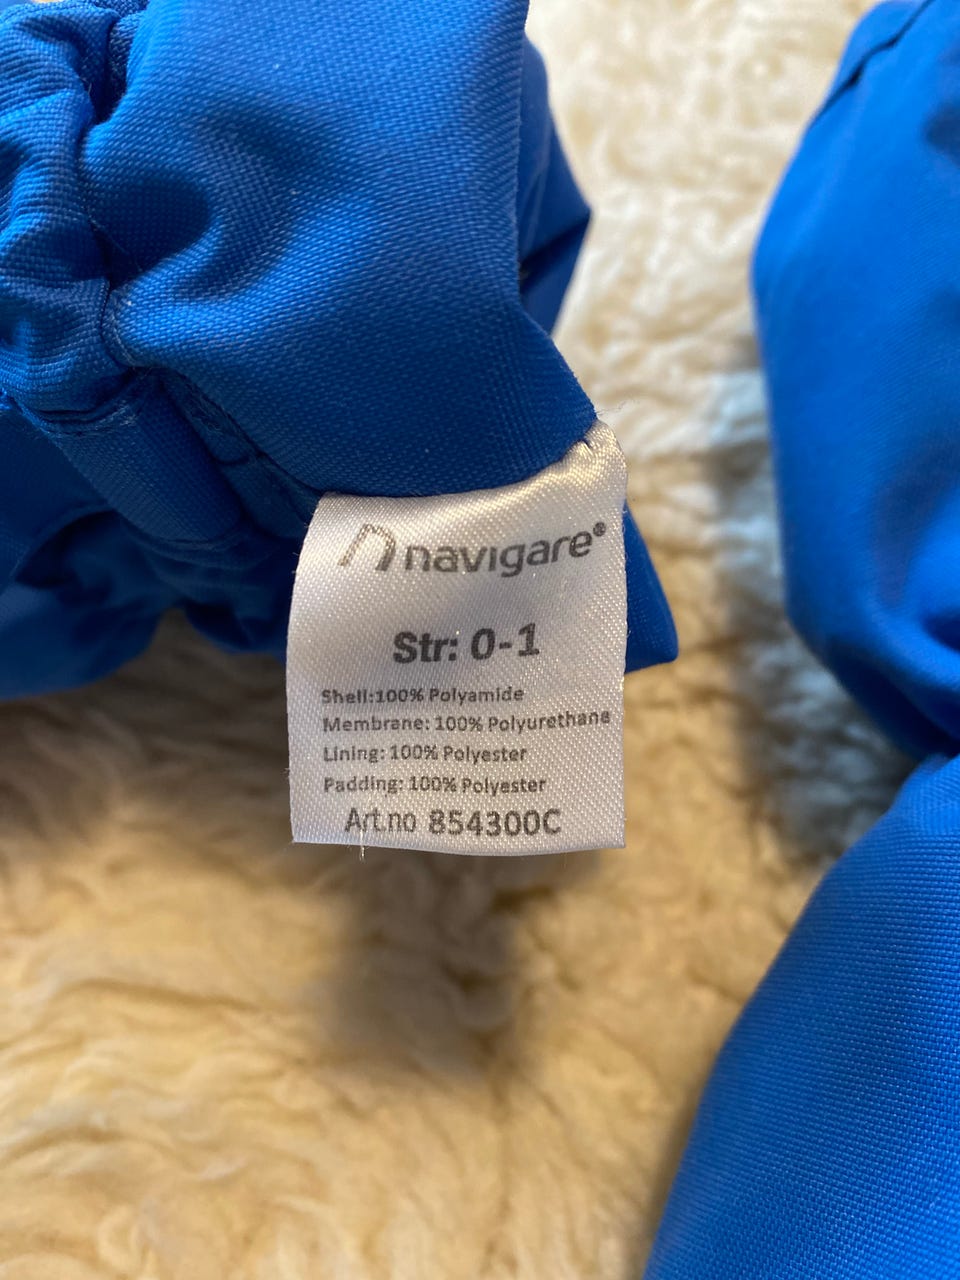 navigare®
Str: 0-1
Shell:100% Polyamide
Membrane: 100% Polyurethane
Lining: 100% Polyester
Padding: 100% Polyester
Art.no 854300C